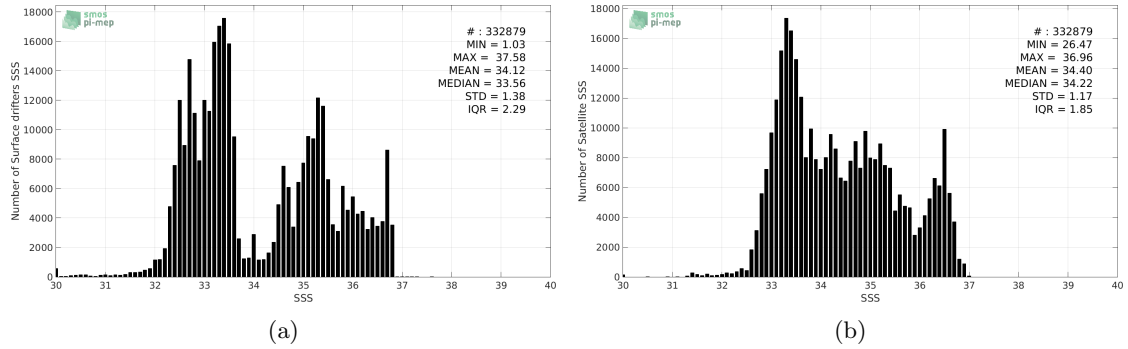 smos
pi-mep
# : 332879
MIN = 1.03
MAX = 37.58
MEAN = 34.12
MEDIAN = 33.56
STD = 1.38
IQR = 2.29
Number of Surface drifters SSS
18000
16000
14000
12000
10000
8000
6000
4000
2000
0
30 31 32 33 34 35 36 37 38 39 40
SSS
(a)
smos
pi-mep
# : 332879
MIN = 26.47
MAX = 36.96
MEAN = 34.40
MEDIAN = 34.22
STD = 1.17
IQR = 1.85
Number of Satellite SSS
18000
16000
14000
12000
10000
8000
6000
4000
2000
0
30 31 32 33 34 35 36 37 38 39 40
SSS
(b)